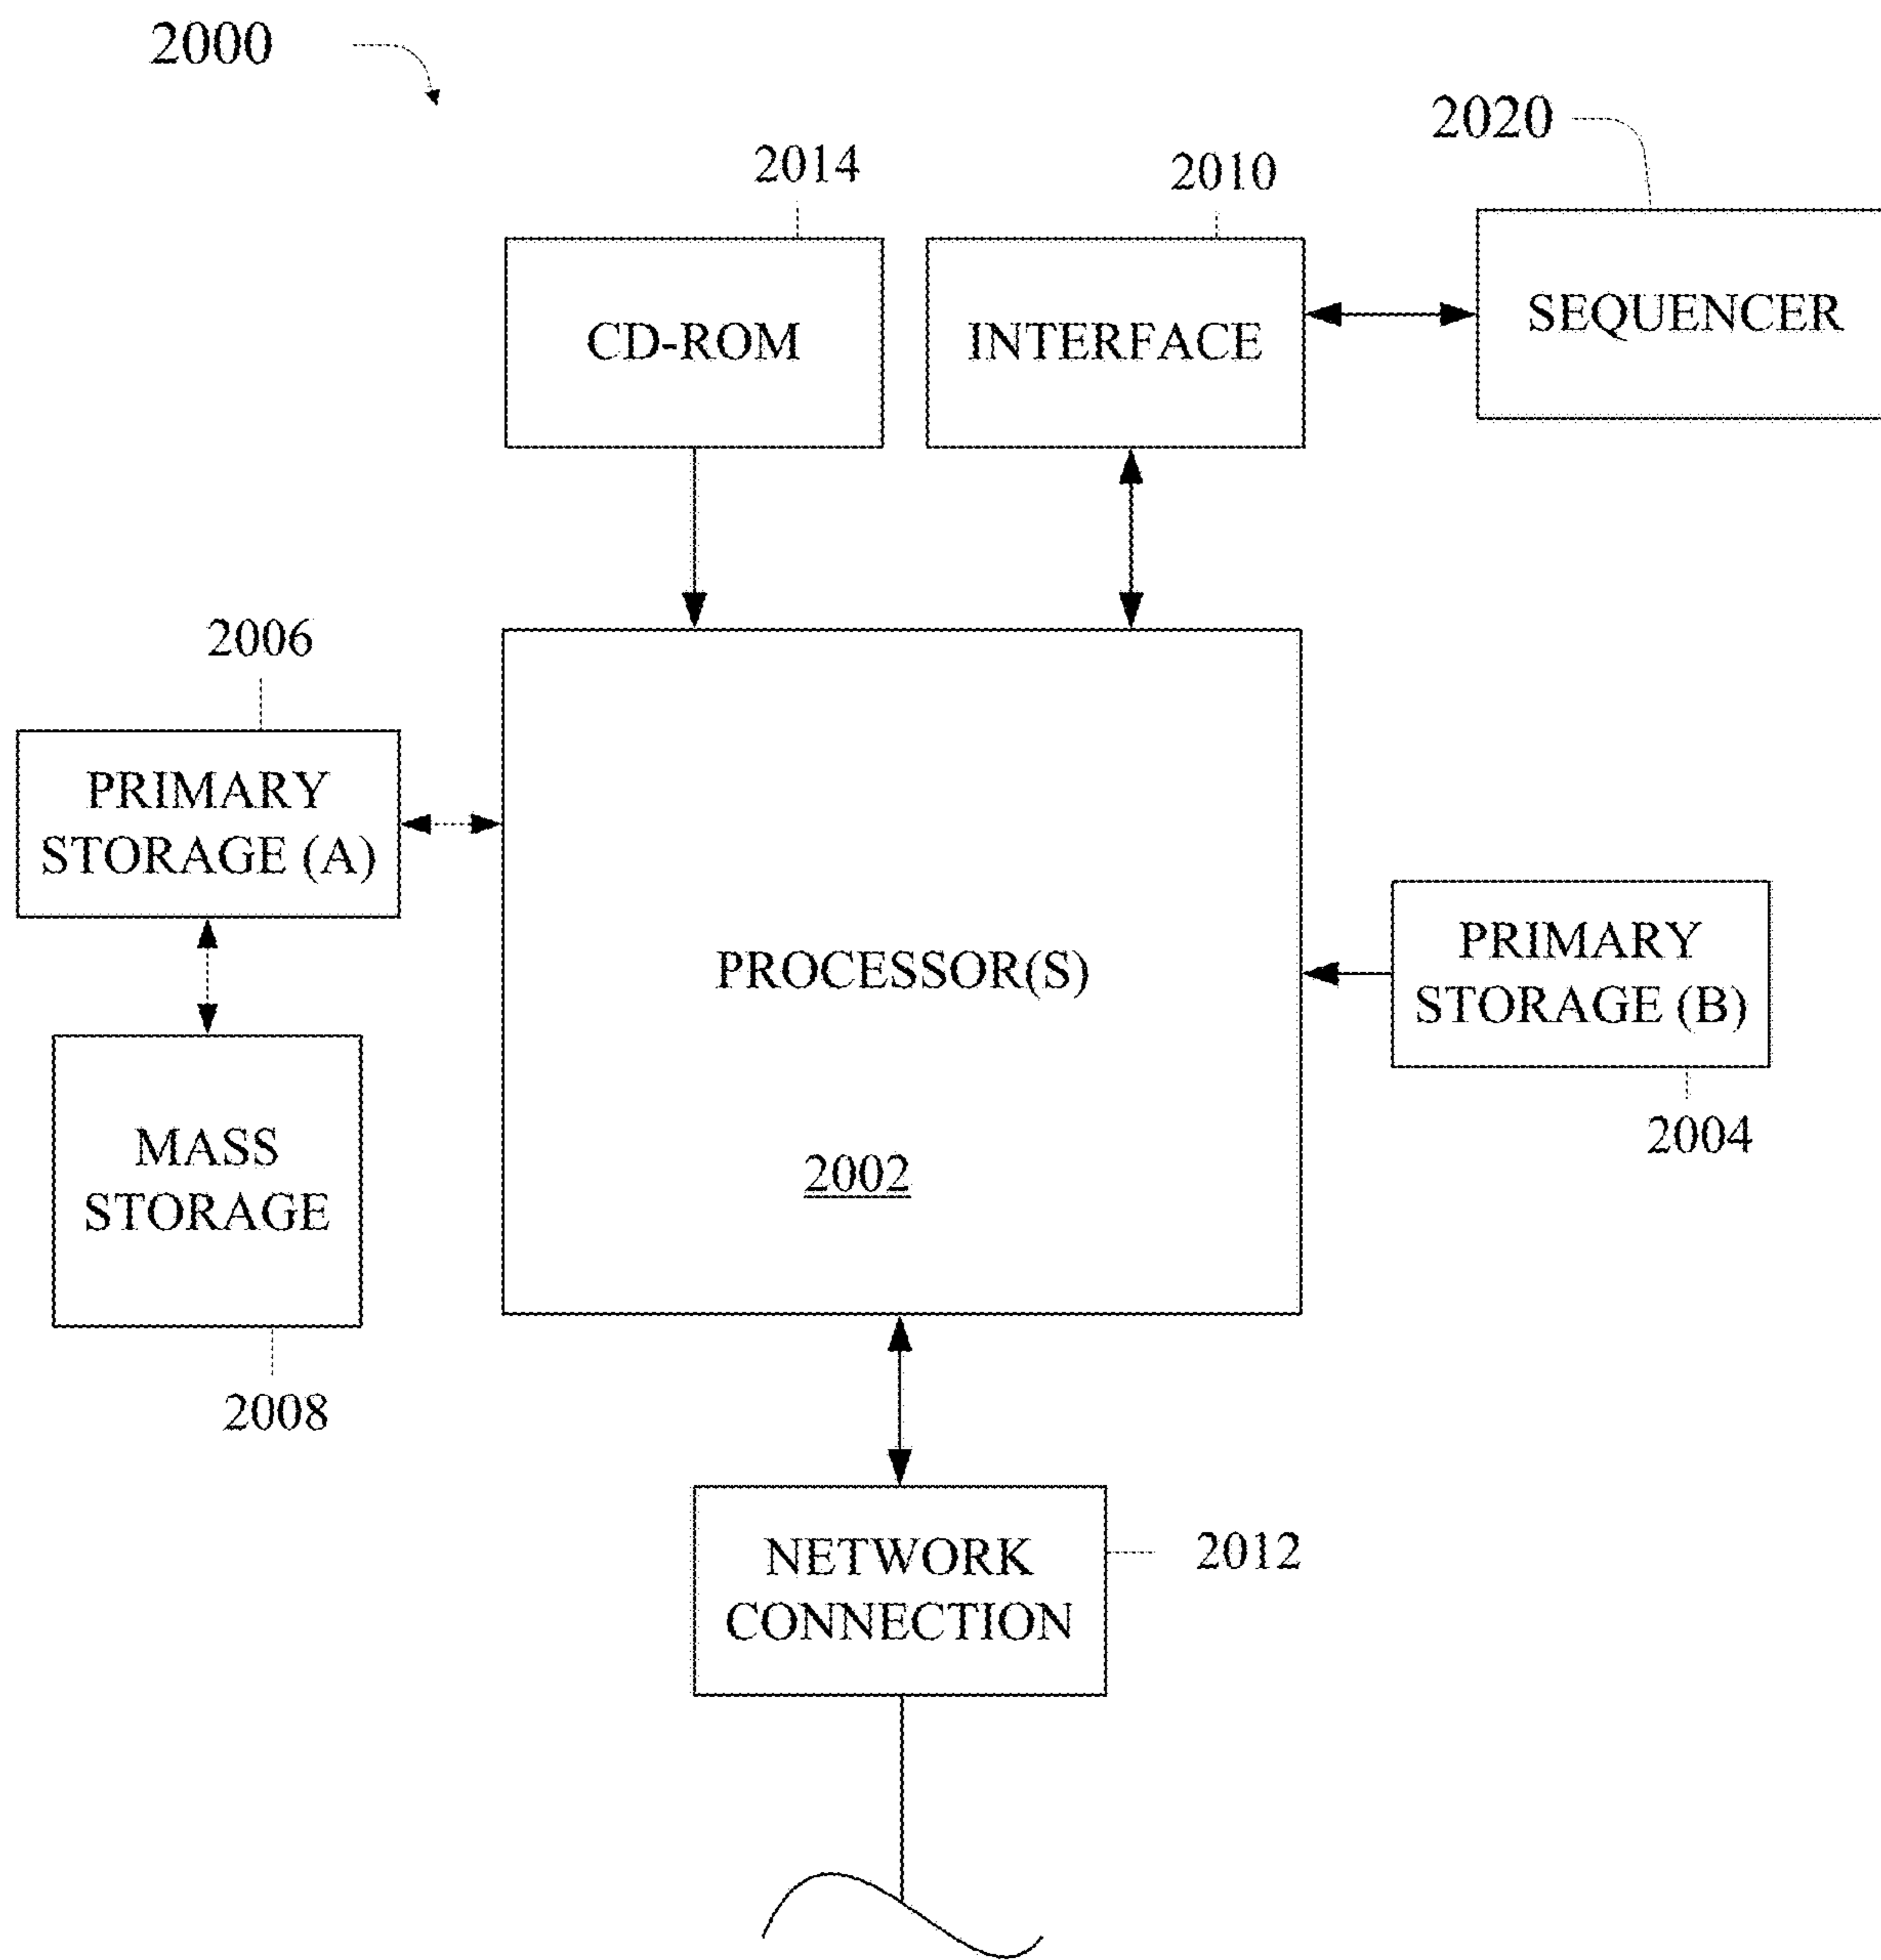 2000
2020
2014
2010
CD-ROM
INTERFACE
SEQUENCER
2006
PRIMARY
STORAGE (A)
PROCESSOR(S)
2002
PRIMARY
STORAGE (B)
2004
MASS
STORAGE
2008
NETWORK
CONNECTION
2012